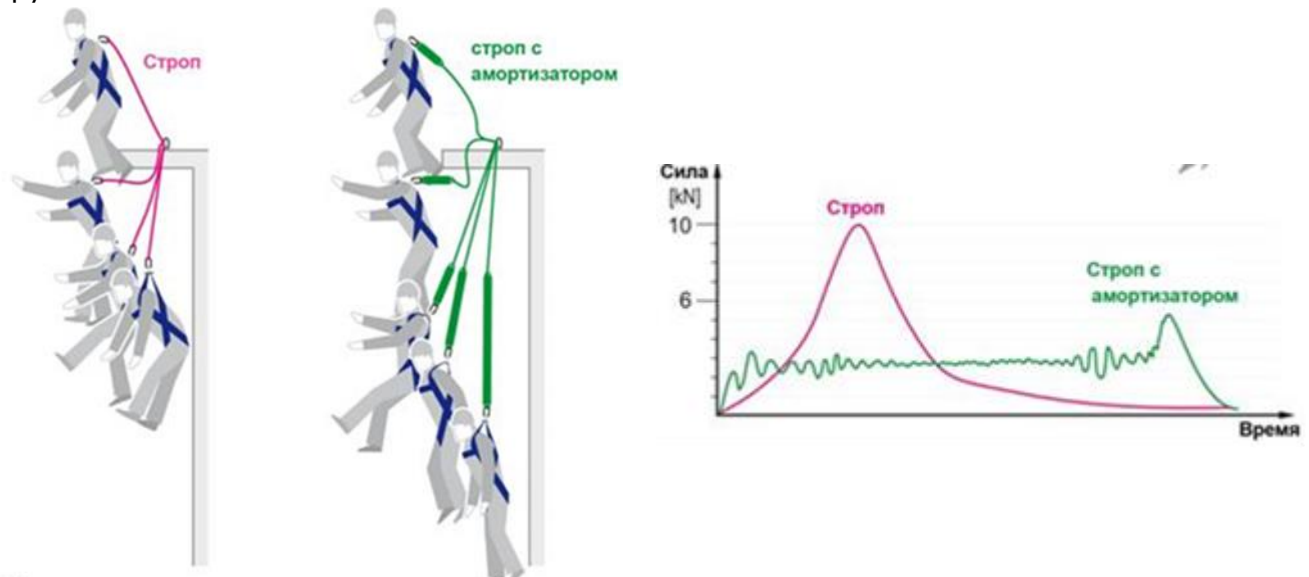 Строп
строп с
амортизатором
Сила
[kN]
10
6
Строп
Строп с
амортизатором
Время